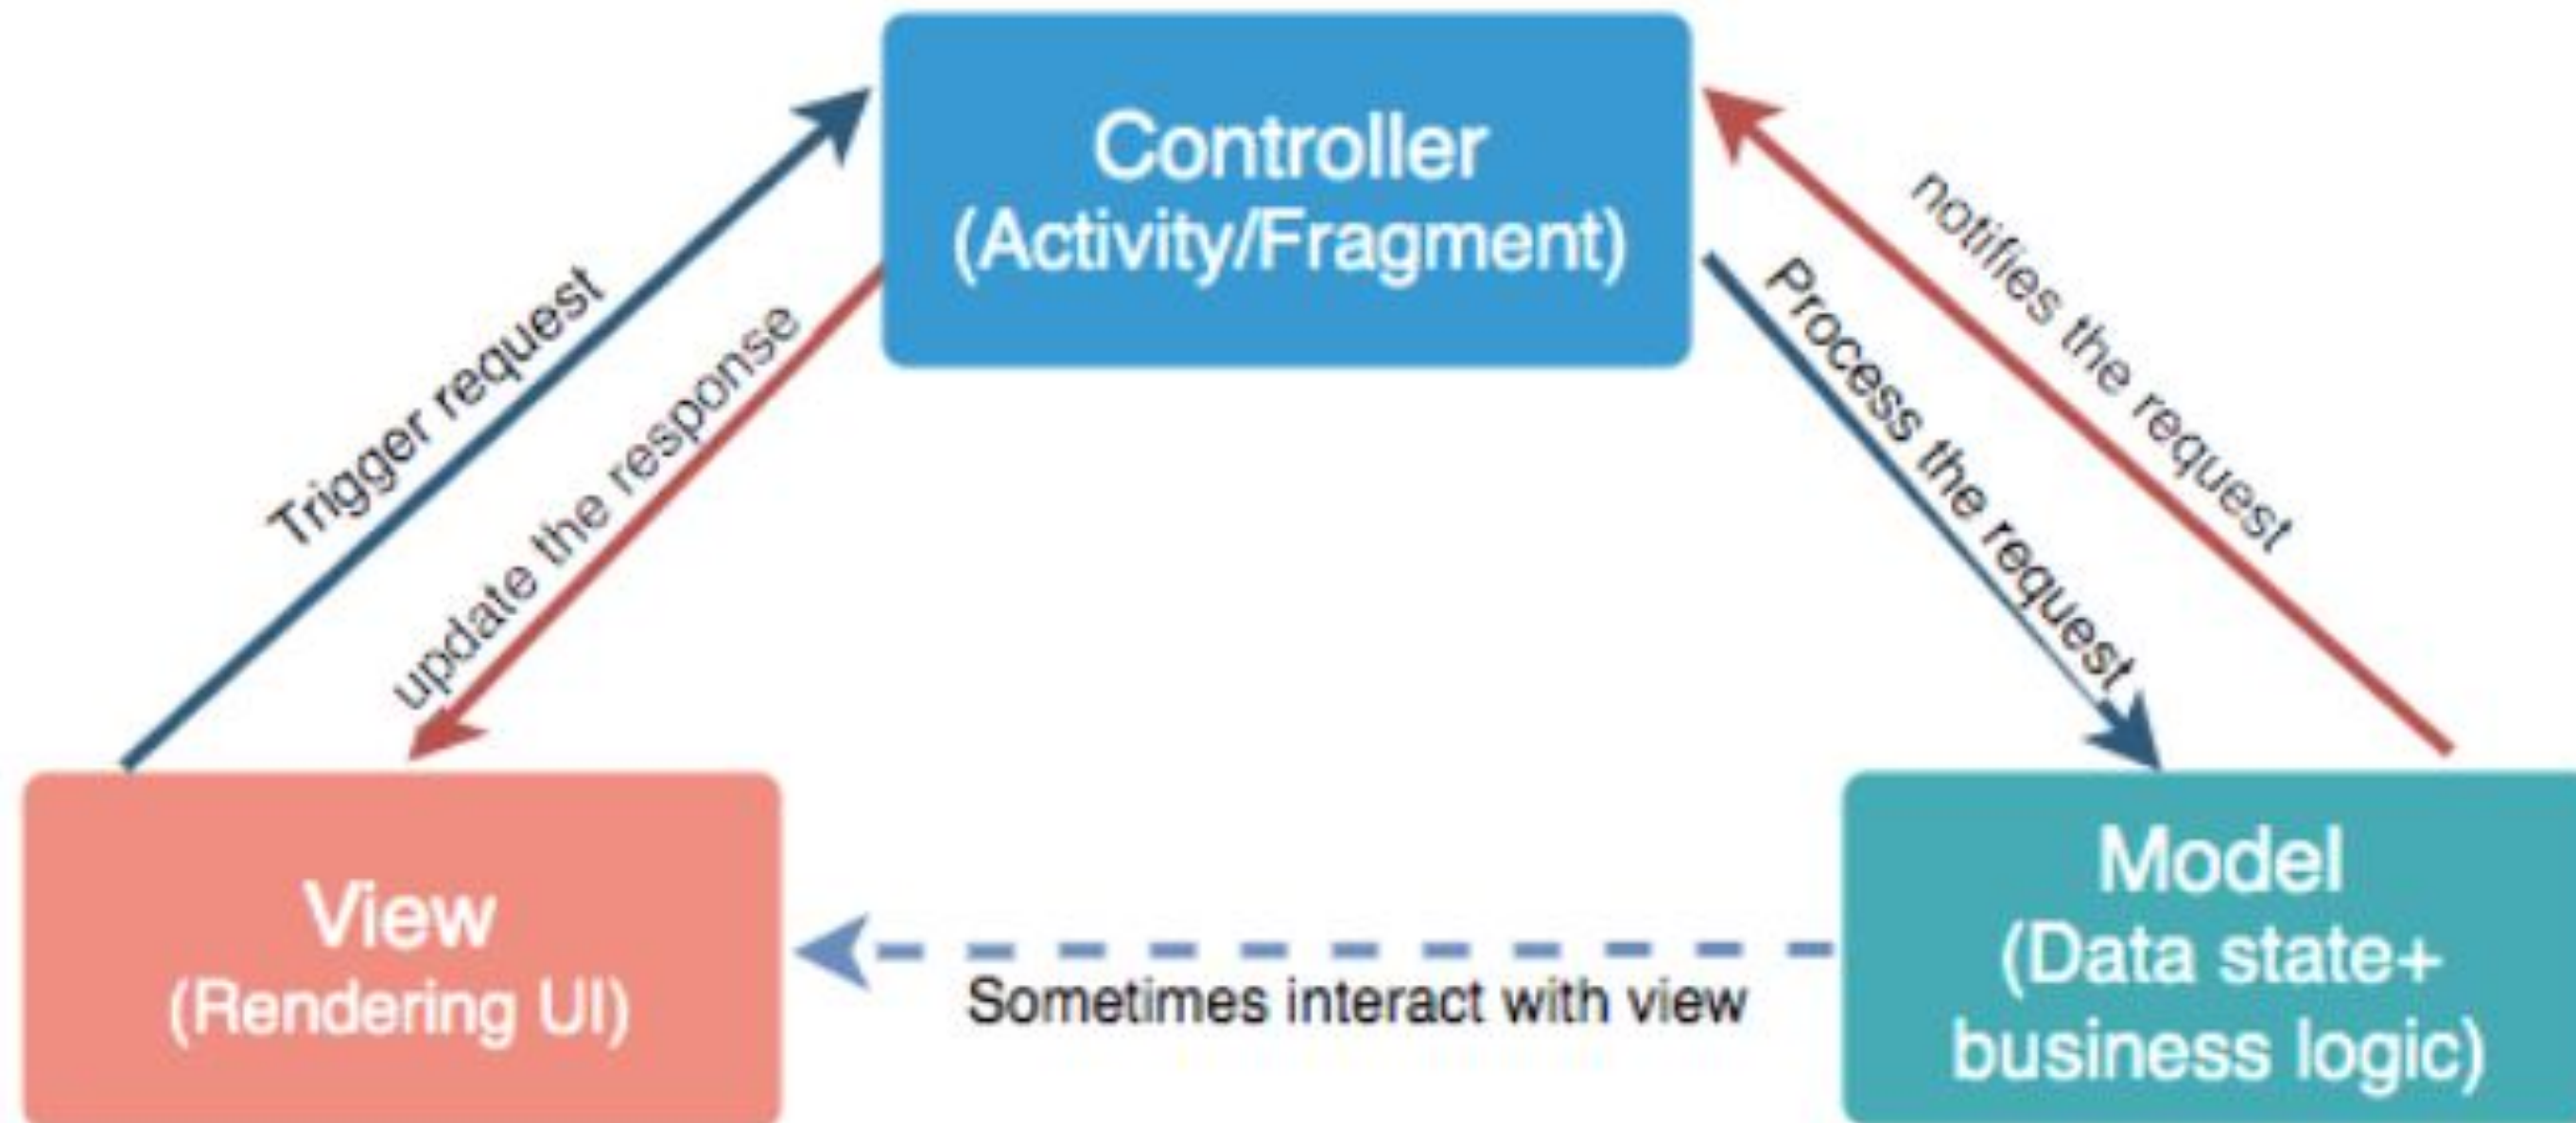 Controller
(Activity/Fragment)
Trigger request
update the response
Process the request
notifies the request
View
(Rendering UI)
Sometimes interact with view
Model
(Data state+
business logic)